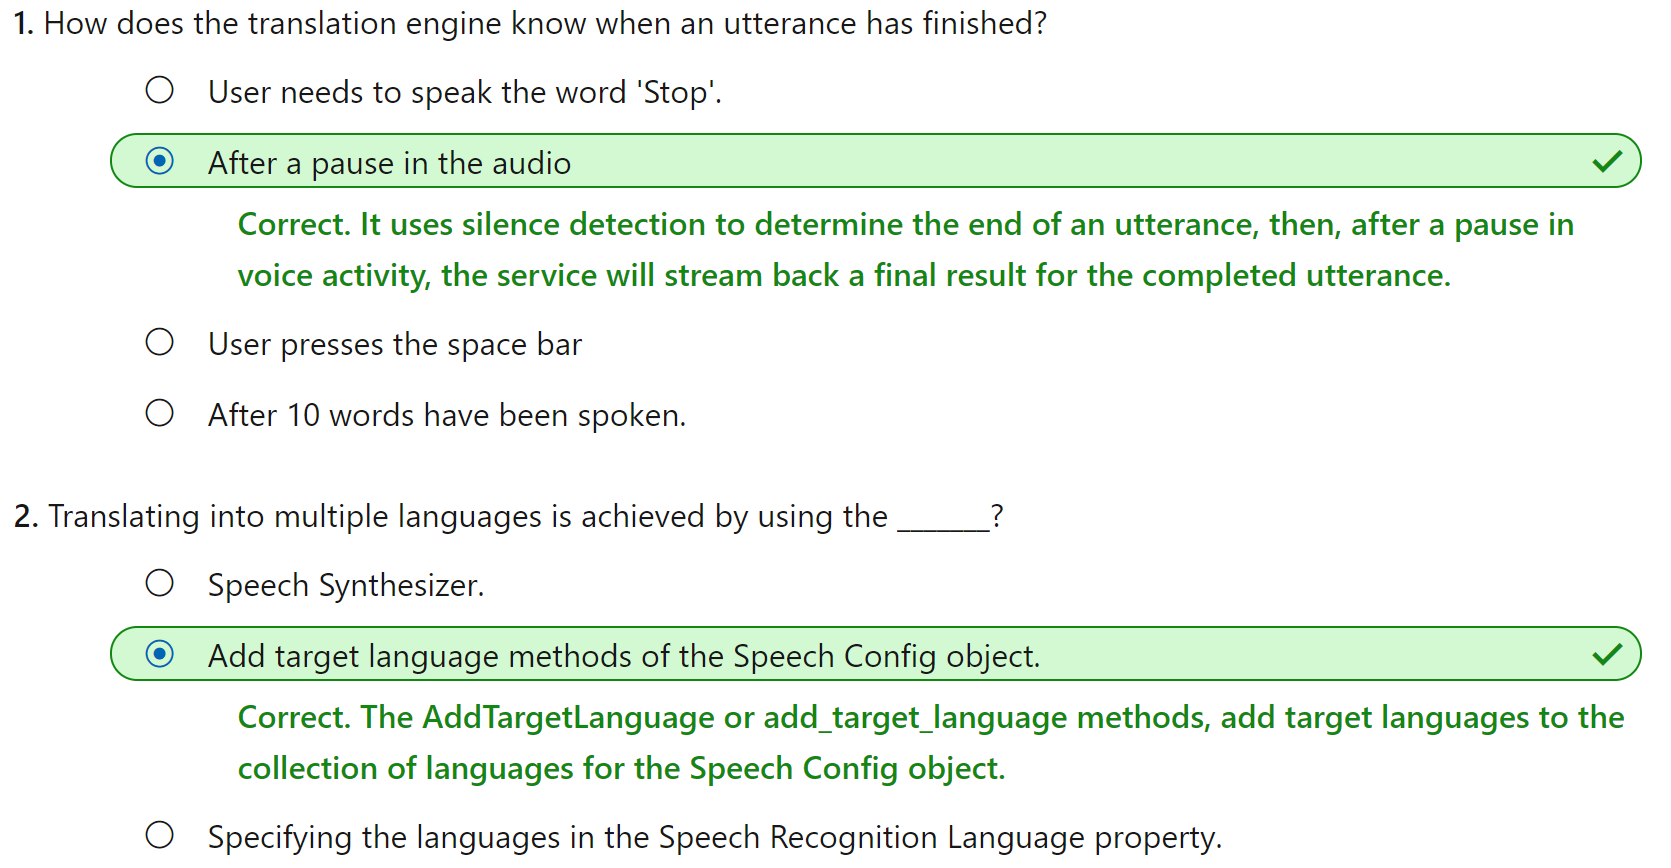 1. How does the translation engine know when an utterance has finished?
User needs to speak the word 'Stop'.
After a pause in the audio
Correct. It uses silence detection to determine the end of an utterance, then, after a pause in
voice activity, the service will stream back a final result for the completed utterance.
User presses the space bar
After 10 words have been spoken.
2. Translating into multiple languages is achieved by using the ______?
Speech Synthesizer.
Add target language methods of the Speech Config object.
Correct. The AddTargetLanguage or add_target_language methods, add target languages to the
collection of languages for the Speech Config object.
Specifying the languages in the Speech Recognition Language property.